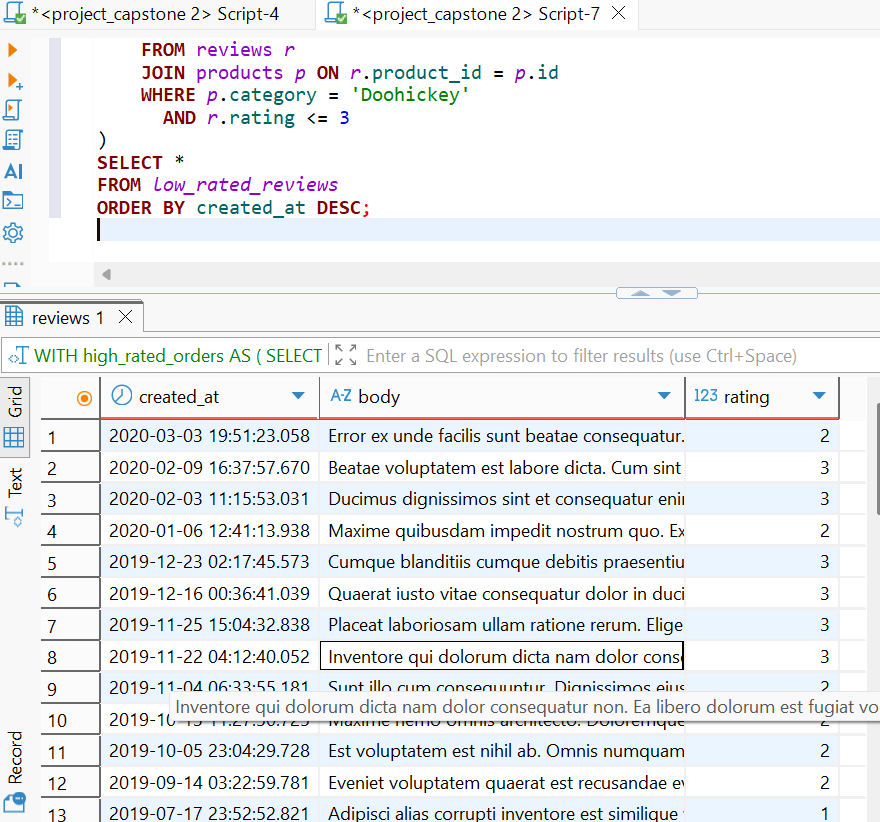 *<project_capstone 2> Script-4
*<project_capstone 2> Script-7
FROM reviews r
JOIN products p ON r.product_id = p.id
WHERE p.category = 'Doohickey'
AND r.rating <= 3
)
SELECT *
FROM low_rated_reviews
ORDER BY created_at DESC;
AI
reviews 1
WITH high_rated_orders AS ( SELECT
Enter a SQL expression to filter results (use Ctrl+Space)
Grid
Text
Record
created_at A-Z body 123 rating
1 2020-03-03 19:51:23.058 Error ex unde facilis sunt beatae consequatur. 2
2 2020-02-09 16:37:57.670 Beatae voluptatem est labore dicta. Cum sint 3
3 2020-02-03 11:15:53.031 Ducimus dignissimos sint et consequatur 3
4 2020-01-06 12:41:13.938 Maxime quibusdam impedit nostrum quo. Ex 2
5 2019-12-23 02:17:45.573 Cumque blanditiis cumque debitis praesentiu 3
6 2019-12-16 00:36:41.039 Quaerat iusto vitae consequatur dolor in duci 3
7 2019-11-25 15:04:32.838 Placeat laboriosam ullam ratione rerum. Elige 3
8 2019-11-22 04:12:40.052 Inventore qui dolorum dicta nam dolor cons 3
9 2019-11-04 06:33:55.181 Sunt illo cum consequuntur. Dignissimos eius 2
Inventore qui dolorum dicta nam dolor consequatur non. Ea libero dolorum est fugiat vo
10 Maxime nemo omnis architecto. Doloremque 2
11 2019-10-05 23:04:29.728 Est voluptatem est nihil ab. Omnis numquam 2
12 2019-09-14 03:22:59.781 Eveniet voluptatem quaerat est recusandae 2
13 2019-07-17 23:52:52.821 Adipisci alias corrupti inventore est similique 1